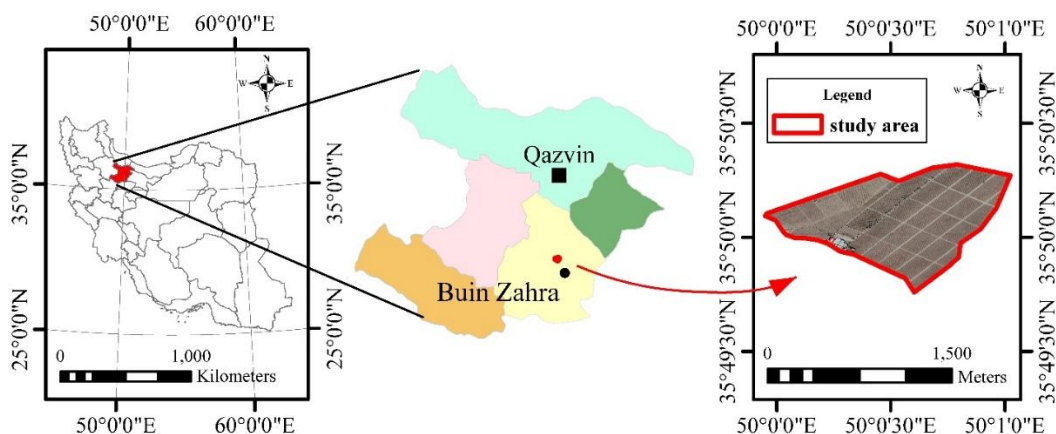 50°0'0"E 60°0'0"E
N
W E
S
35°0'0"N
25°0'0"N
35°0'0"N
25°0'0"N
0 1,000
Kilometers
50°0'0"E 60°0'0"E
Qazvin
Buin Zahra
50°0'0"E 50°0'30"E 50°1'0"E
Legend
study area
N
W E
S
35°50'30"N
35°50'0"N
35°49'30"N
35°50'30"N
35°50'0"N
35°49'30"N
0 1,500
Meters
50°0'0"E 50°0'30"E 50°1'0"E